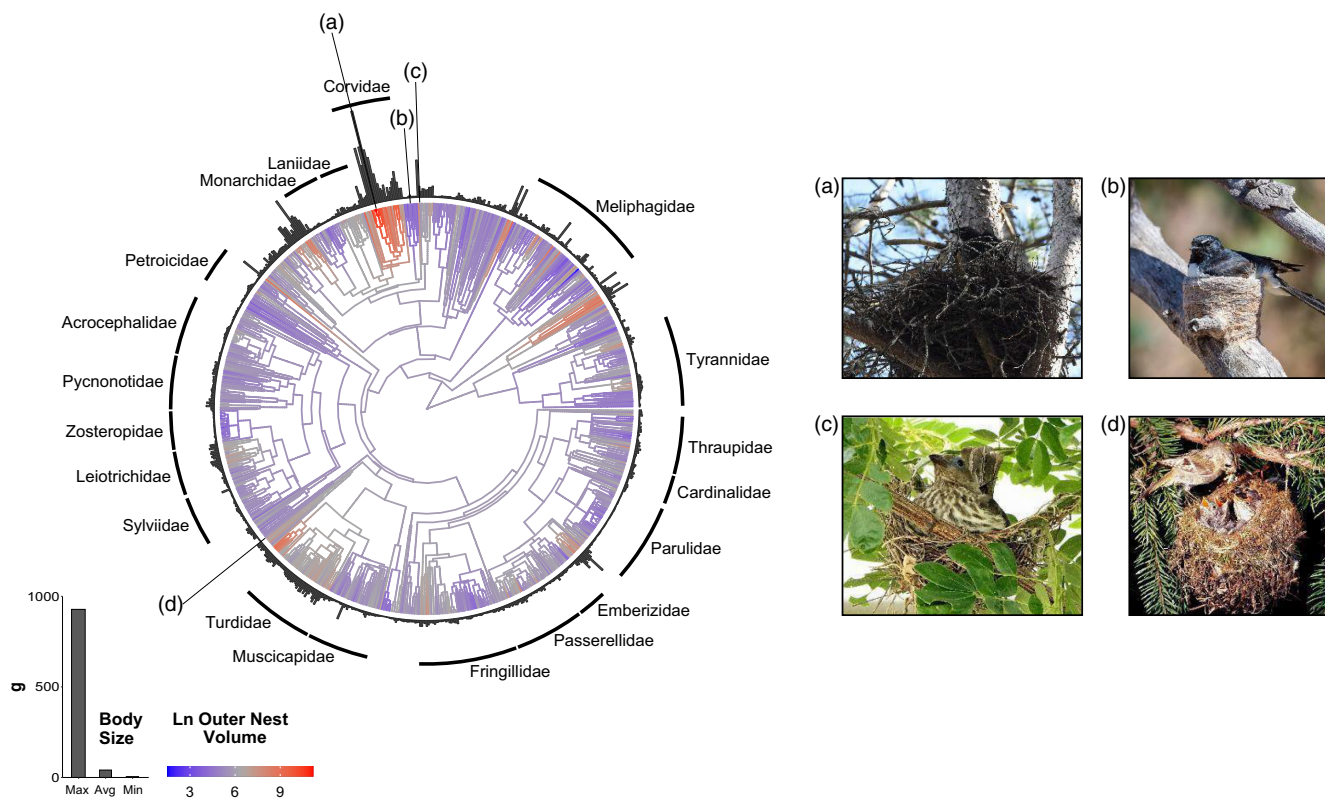 (a)
(c)
Corvidae
(b)
Laniidae
Monarchidae
Meliphagidae
Petroicidae
Acrocephalidae
Tyrannidae
Pycnonotidae
Zosteropidae
Thraupidae
Leiotrichidae
Cardinalidae
Sylviidae
Parulidae
(d)
Emberizidae
Turdidae
Passerellidae
Muscicapidae
Fringillidae
1000
500
0
g
Max Avg Min
Body
Size
Ln Outer Nest
Volume
3 6 9
(a)
(b)
(c)
(d)